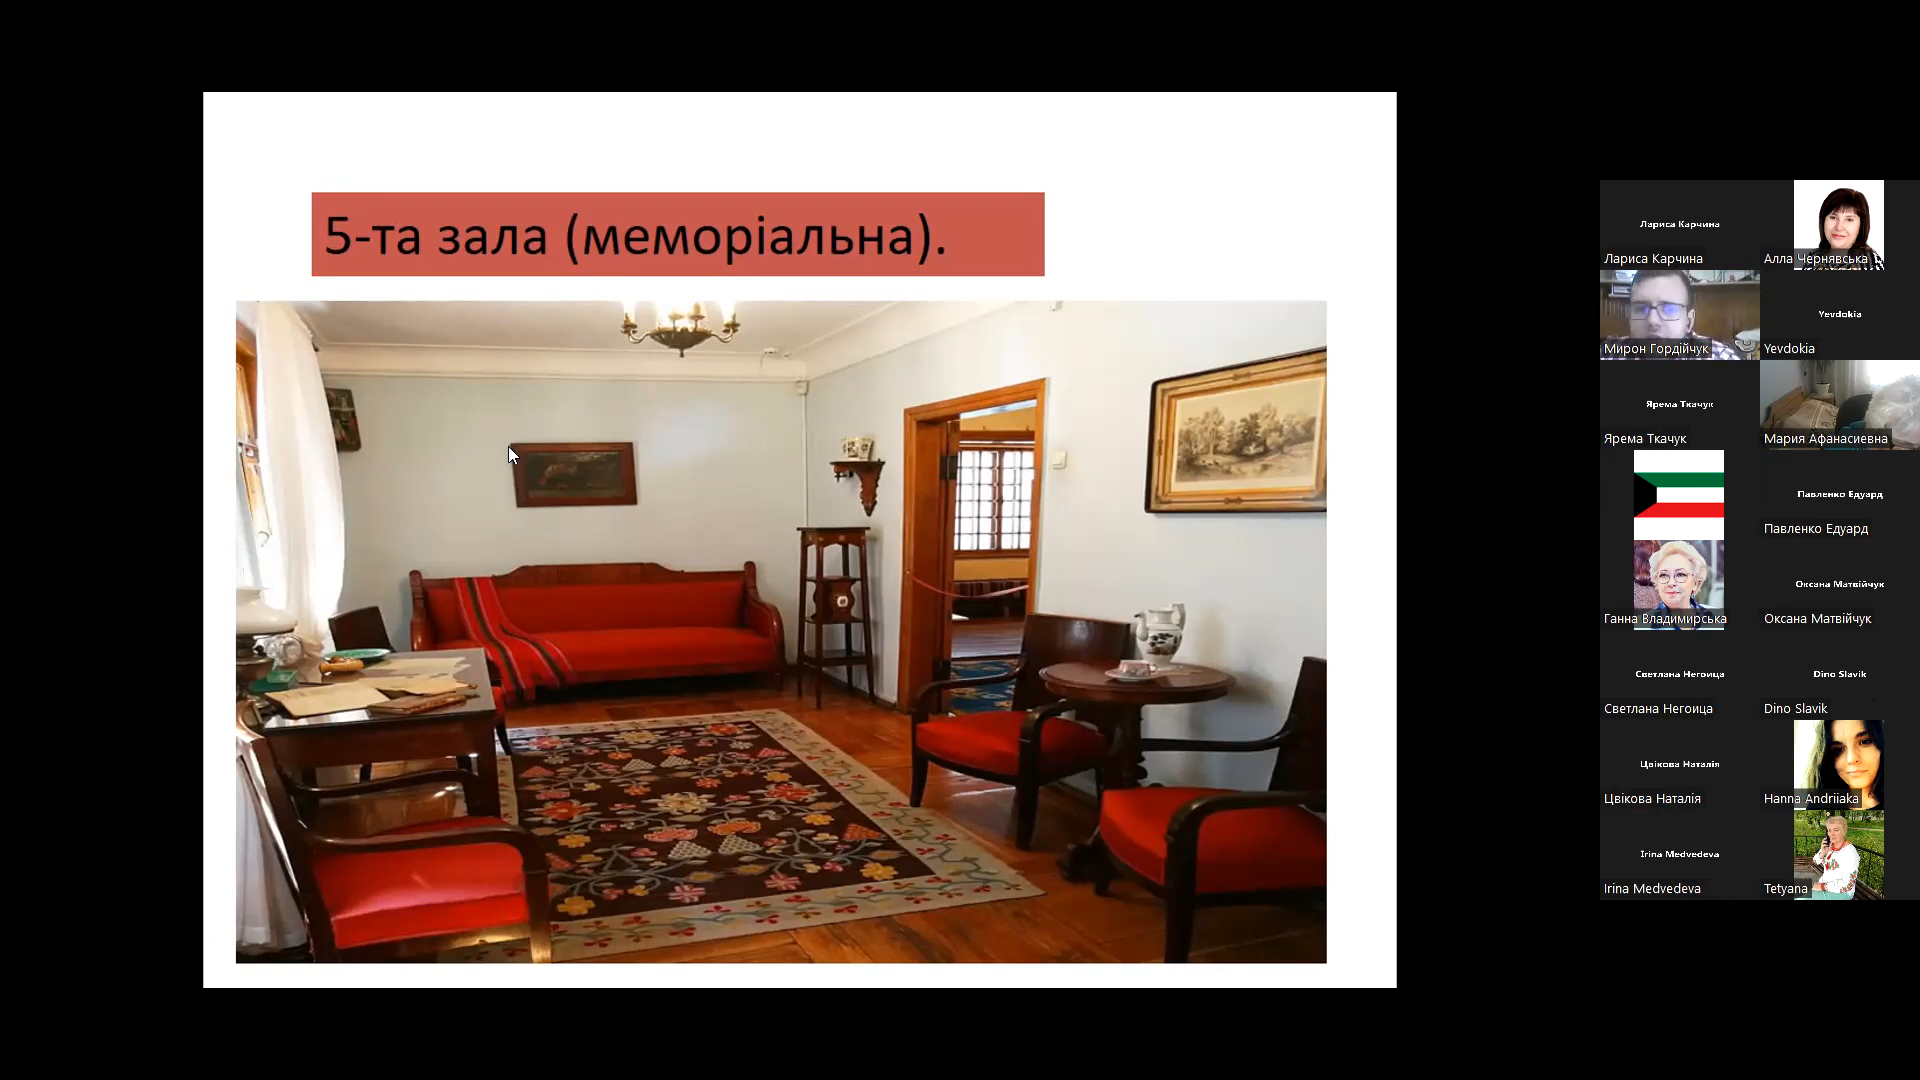 5-та зала (меморіальна).
Лариса Карчина
Лариса Карчина
Алла Чернявська
Мирон Гордійчук
Yevdokia
Yevdokia
Ярема Ткачук
Ярема Ткачук
Мария Афанасиевна
Павленко Едуард
Павленко Едуард
Ганна Владимирська
Оксана Матвійчук
Оксана Матвійчук
Светлана Негоица
Светлана Негоица
Dino Slavik
Dino Slavik
Цвікова Наталія
Цвікова Наталія
Hanna Andriiaka
Irina Medvedeva
Irina Medvedeva
Tetyana